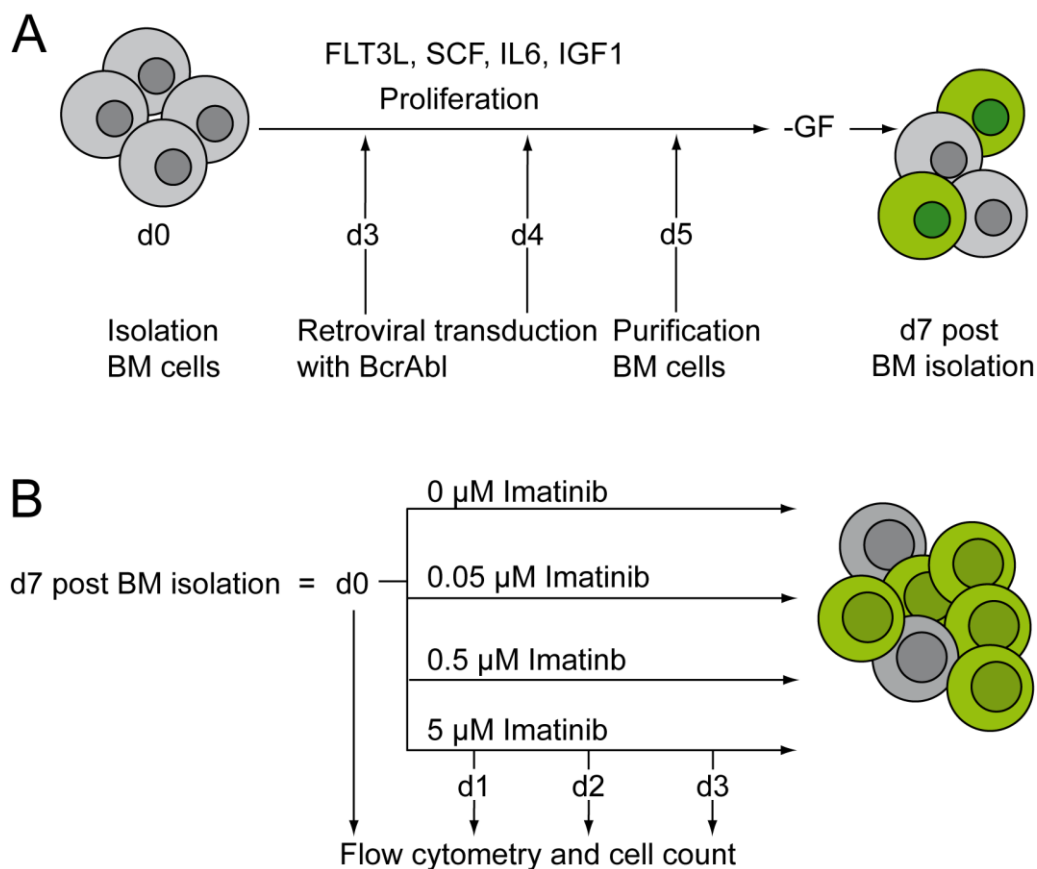 A
FLT3L, SCF, IL6, IGF1
Proliferation
-GF
d0
d3
d4
d5
Isolation
BM cells
Retroviral transduction
with BcrAbl
Purification
BM cells
d7 post
BM isolation
B
0 µM Imatinib
d7 post BM isolation = d0
0.05 µM Imatinib
0.5 µM Imatinb
5 µM Imatinib
d1
d2
d3
Flow cytometry and cell count